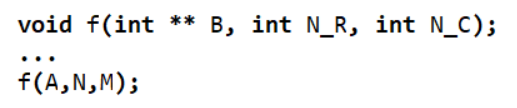 void f(int ** B, int N_R, int N_C);
...
f(A,N,M);